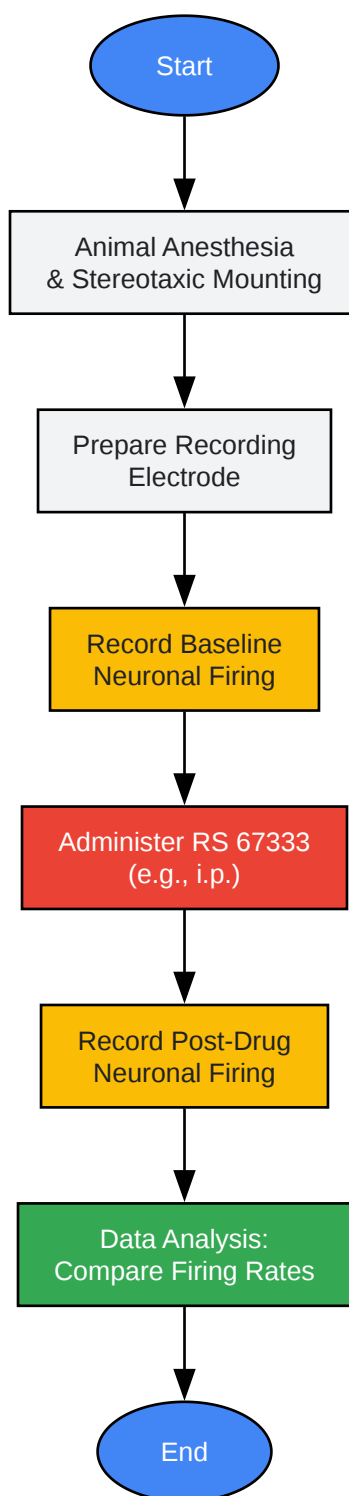 Start
Animal Anesthesia
& Stereotaxic Mounting
Prepare Recording
Electrode
Record Baseline
Neuronal Firing
Administer RS 67333
(e.g., i.p.)
Record Post-Drug
Neuronal Firing
Data Analysis:
Compare Firing Rates
End